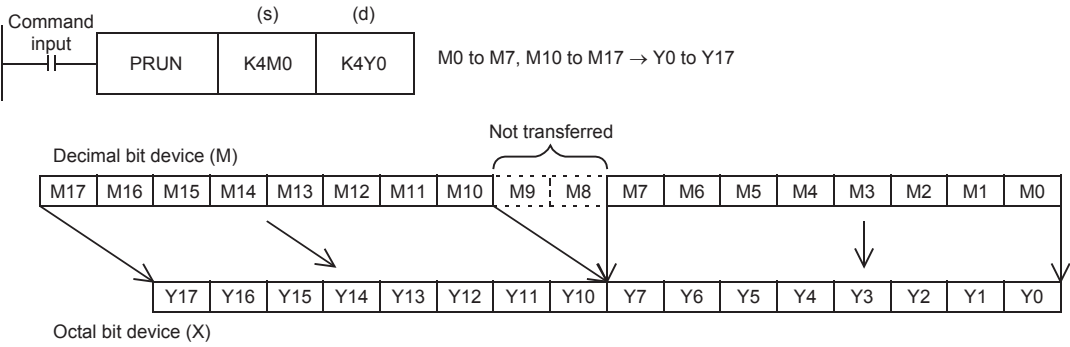 Command
input
(s)
(d)
PRUN K4M0 K4Y0
M0 to M7, M10 to M17 → Y0 to Y17
Not transferred
Decimal bit device (M)
M17 M16 M15 M14 M13 M12 M11 M10 M9 M8 M7 M6 M5 M4 M3 M2 M1 M0
Y17 Y16 Y15 Y14 Y13 Y12 Y11 Y10 Y7 Y6 Y5 Y4 Y3 Y2 Y1 Y0
Octal bit device (X)